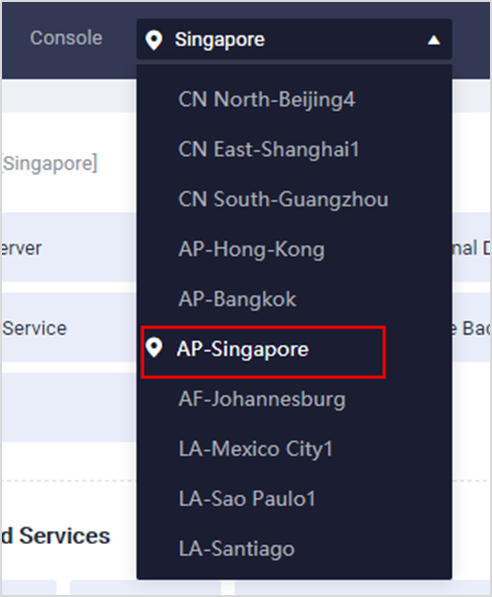 Console
Singapore
CN North-Beijing4
CN East-Shanghai1
[Singapore]
CN South-Guangzhou
erver
AP-Hong-Kong
nal D
AP-Bangkok
Service
e Bac
AP-Singapore
AF-Johannesburg
LA-Mexico City1
LA-Sao Paulo1
d Services
LA-Santiago